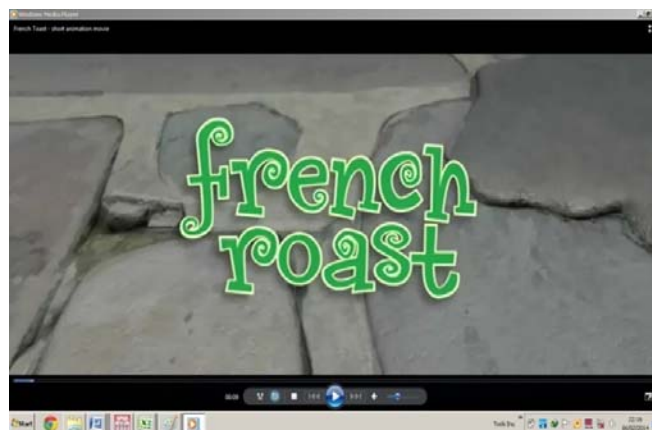 Windows Media Player
French Toast - short animation movie
french
roast
Start